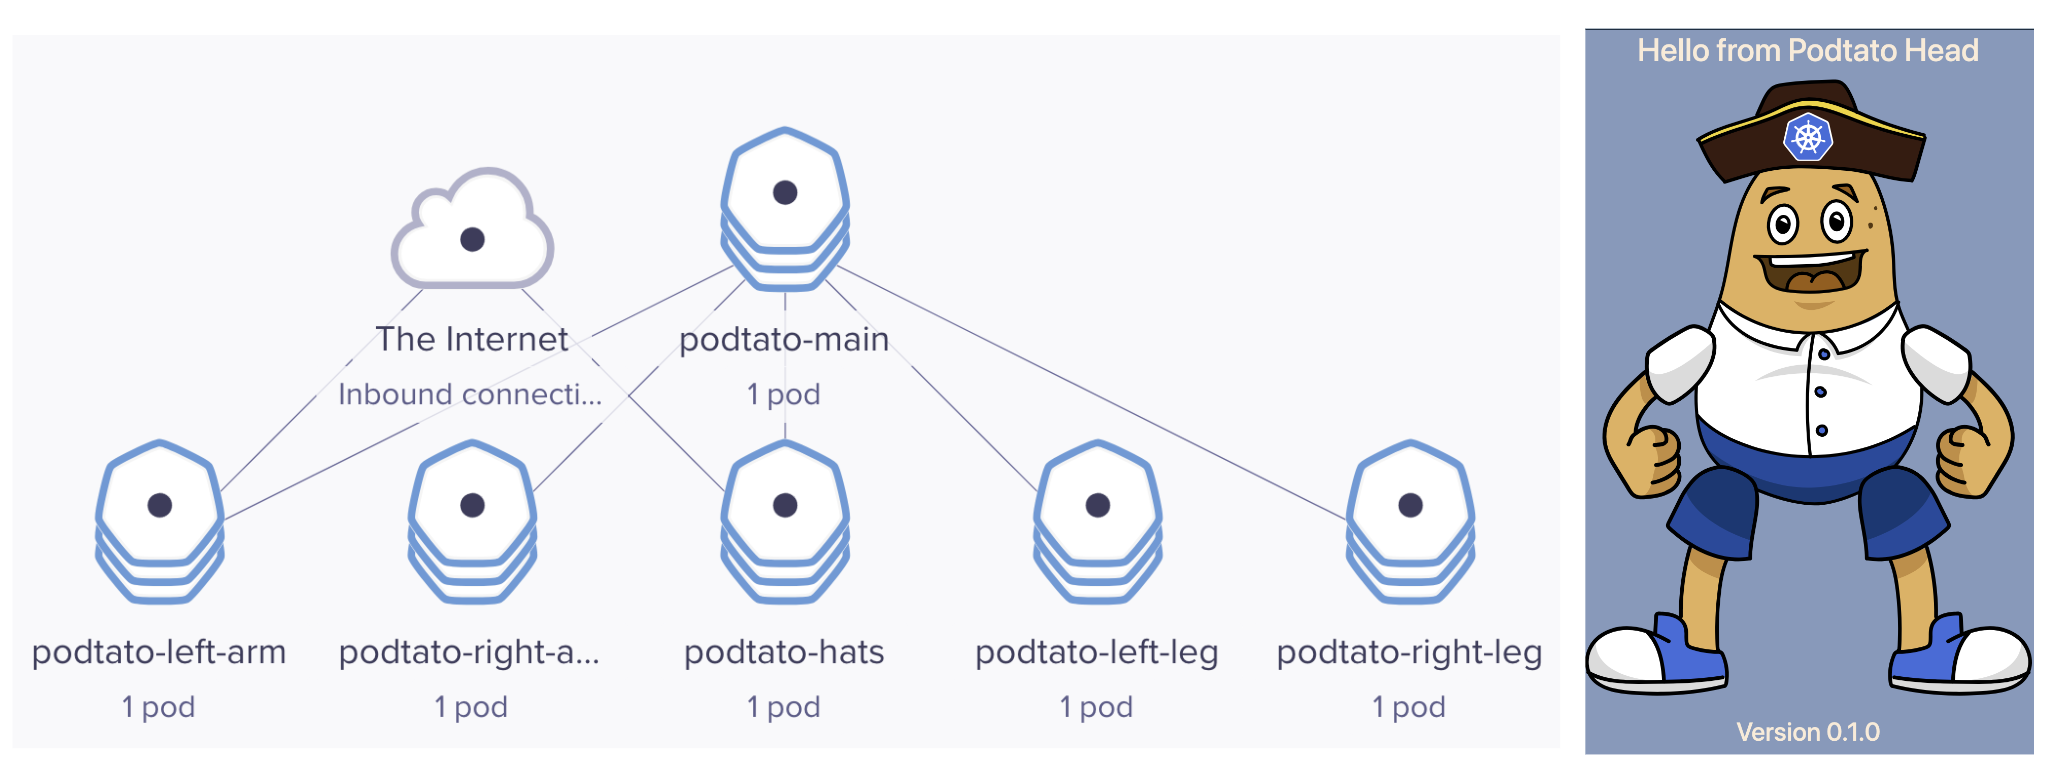 The Internet
Inbound connecti...
podtato-main
1 pod
podtato-left-arm
1 pod
podtato-right-a...
1 pod
podtato-hats
1 pod
podtato-left-leg
1 pod
podtato-right-leg
1 pod
Hello from Podtato Head
Version 0.1.0